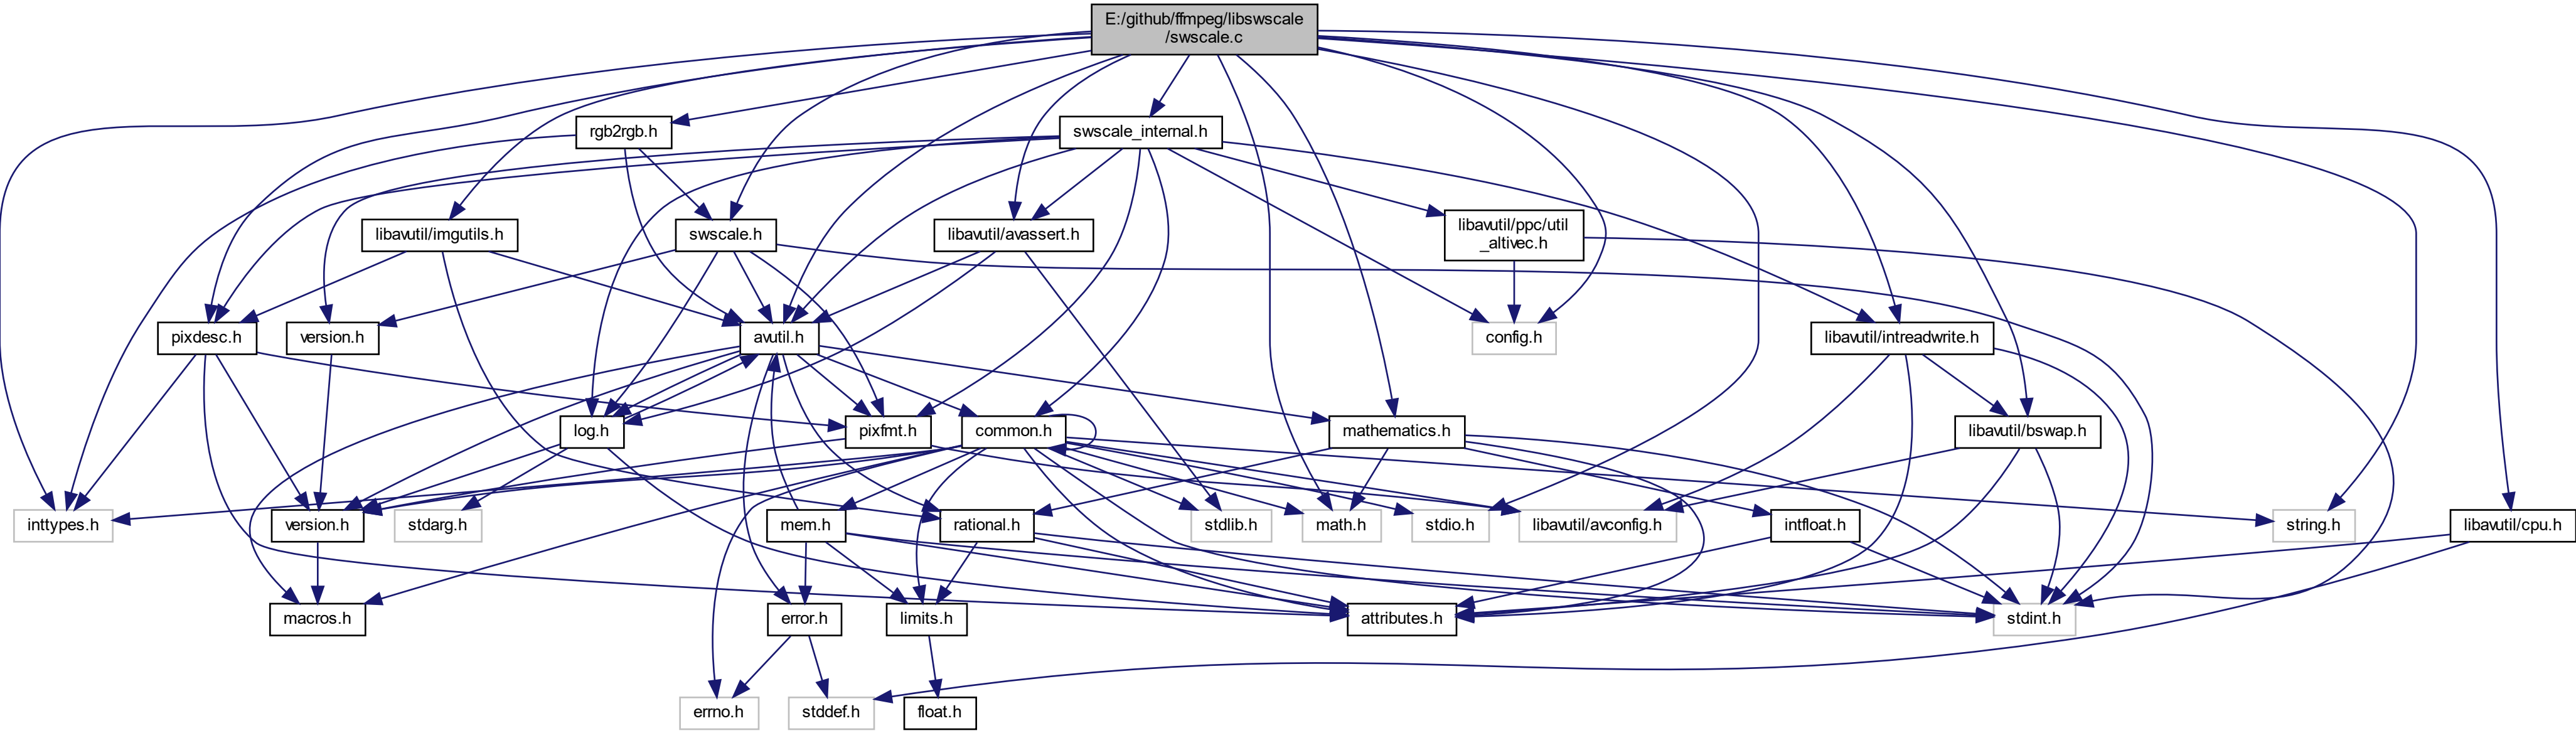 E:/github/ffmpeg/libswscale
/swscale.c
rgb2rgb.h
swscale_internal.h
libavutil/imgutils.h
swscale.h
libavutil/avassert.h
libavutil/ppc/util
_altivec.h
pixdesc.h
version.h
avutil.h
config.h
libavutil/intreadwrite.h
log.h
pixfmt.h
common.h
mathematics.h
libavutil/bswap.h
inttypes.h
version.h
stdarg.h
mem.h
rational.h
stdlib.h
math.h
stdio.h
libavutil/avconfig.h
intfloat.h
string.h
libavutil/cpu.h
macros.h
error.h
limits.h
attributes.h
stdint.h
errno.h
stddef.h
float.h